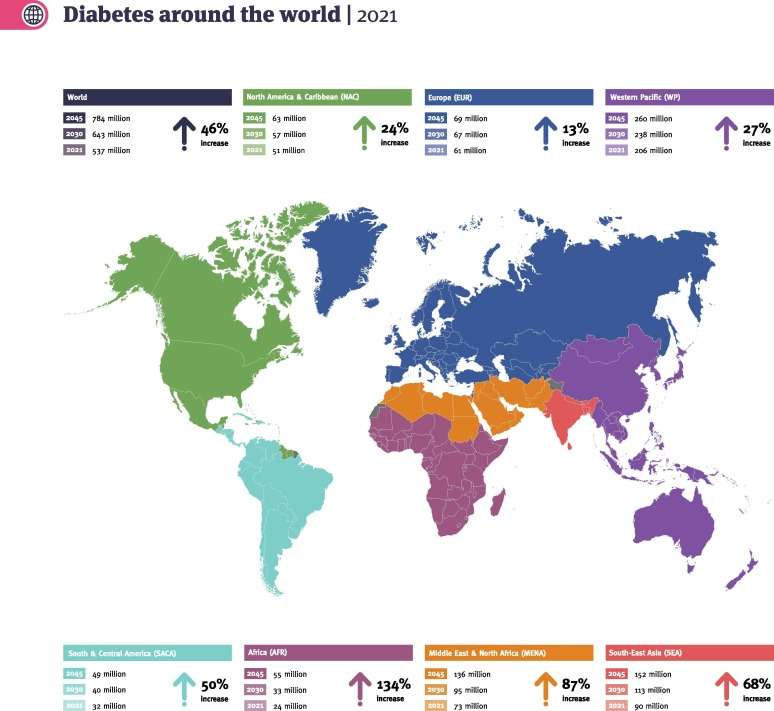 Diabetes around the world | 2021
World
2045 784 million
2030 643 million
2021 537 million
46%
increase
North America & Caribbean (NAC)
2045 63 million
2030 57 million
2021 51 million
24%
increase
Europe (EUR)
2045 69 million
2030 67 million
2021 61 million
13%
increase
Western Pacific (WP)
2045 260 million
2030 238 million
2021 206 million
27%
increase
South & Central America (SACA)
2045 49 million
2030 40 million
2021 32 million
50%
increase
Africa (AFR)
2045 55 million
2030 33 million
2021 24 million
134%
increase
Middle East & North Africa (MENA)
2045 136 million
2030 95 million
2021 73 million
87%
increase
South-East Asia (SEA)
2045 152 million
2030 113 million
2021 90 million
68%
increase